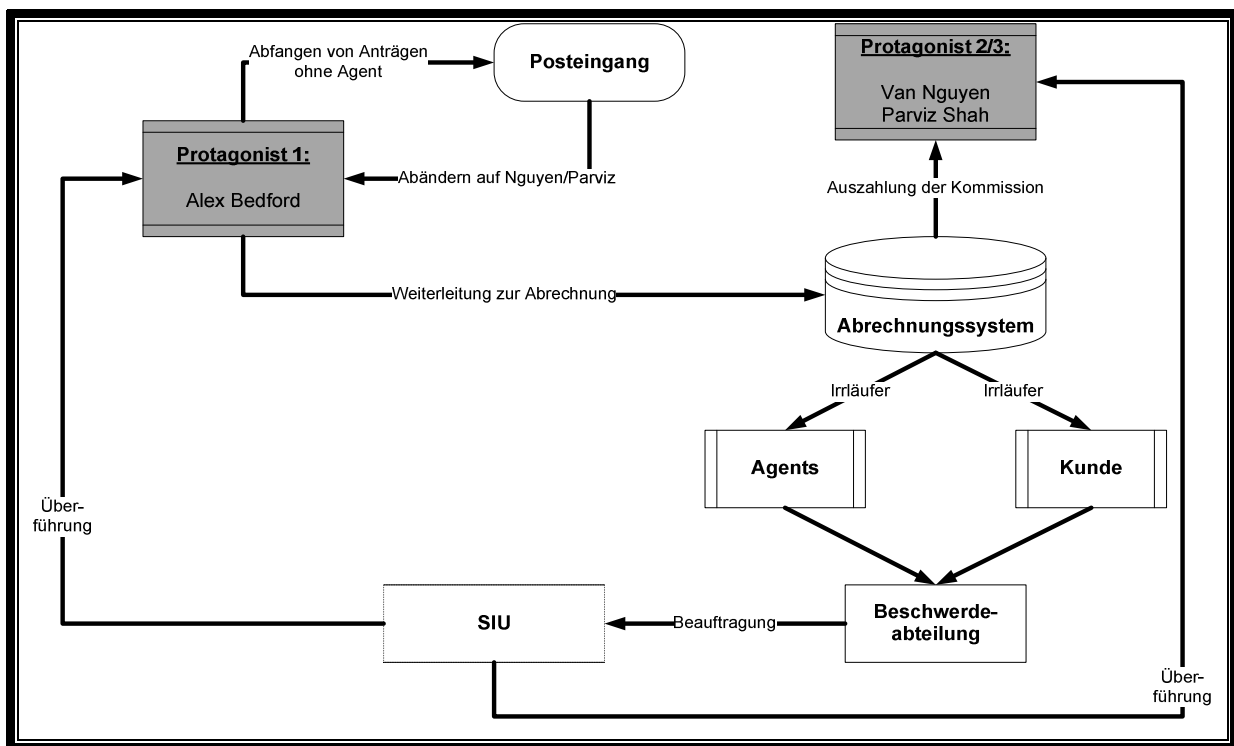 Abfangen von Anträgen
ohne Agent
Posteingang
Protagonist 2/3:
Van Nguyen
Parviz Shah
Protagonist 1:
Alex Bedford
Abändern auf Nguyen/Parviz
Auszahlung der Kommission
Weiterleitung zur Abrechnung
Abrechnungssystem
Irrläufer
Irrläufer
Agents
Kunde
Über-
führung
SIU
Beauftragung
Beschwerde-
abteilung
Über-
führung